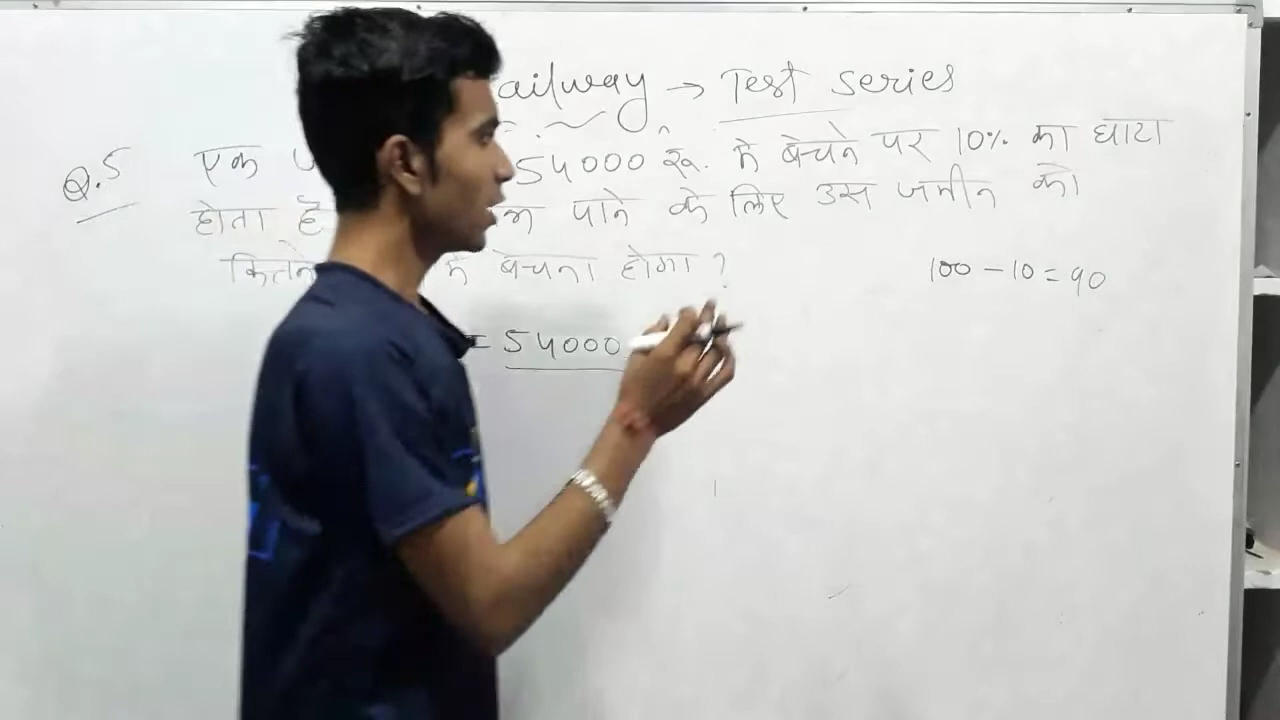 ailway → Test Series
Q.5 एक 54000 रू. में बेचने पर 10% का घाटा
होता है पाने के लिए उस जमीन को
कितने में बेचना होगा ?
100 - 10 = 90
= 54000